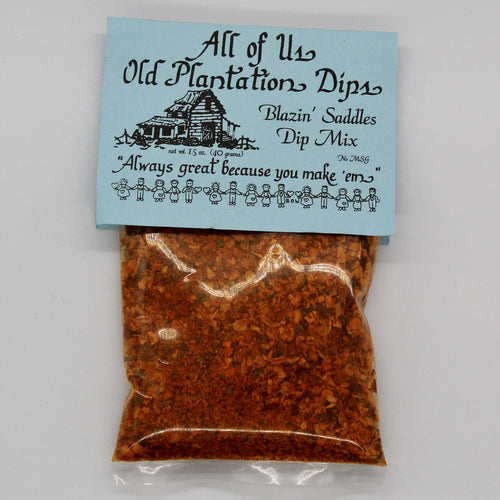 All of Us
Old Plantation Dips
Blazin' Saddles
Dip Mix
net wt. 1.5 oz. (40 grams)
No MSG
"Always great because you make 'em"